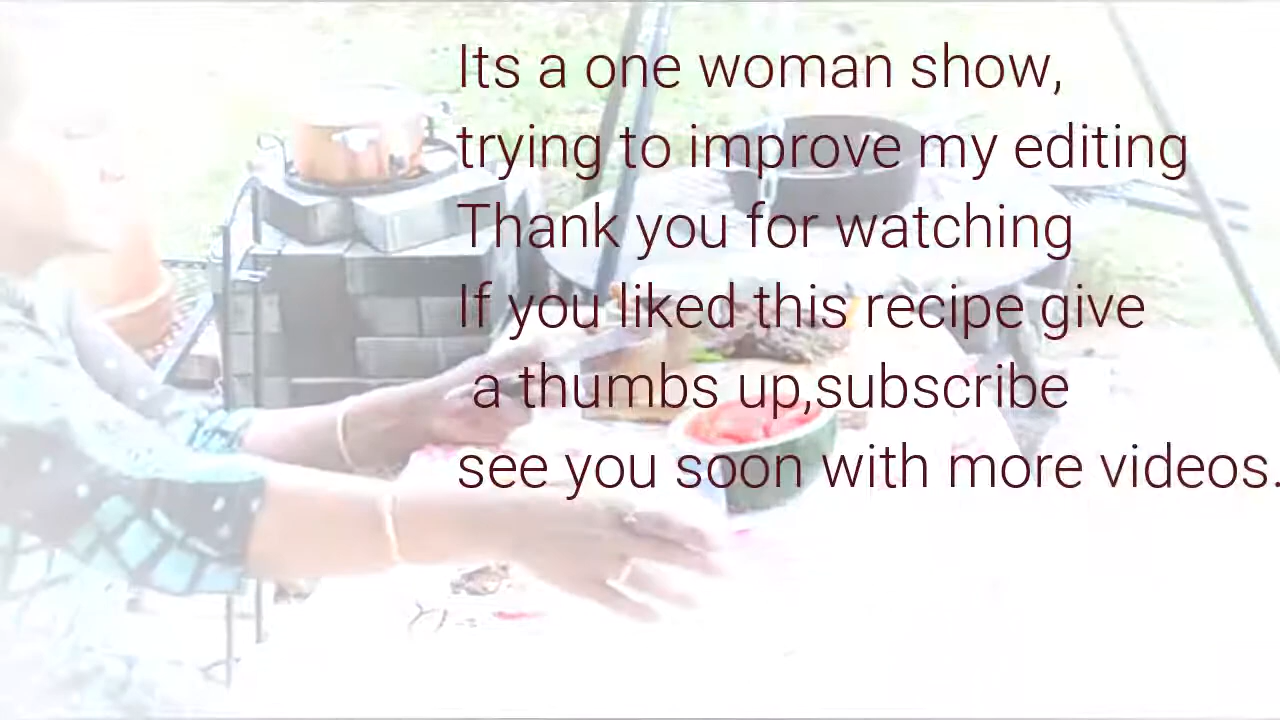 Its a one woman show,
trying to improve my editing
Thank you for watching
If you liked this recipe give
a thumbs up,subscribe
see you soon with more videos.